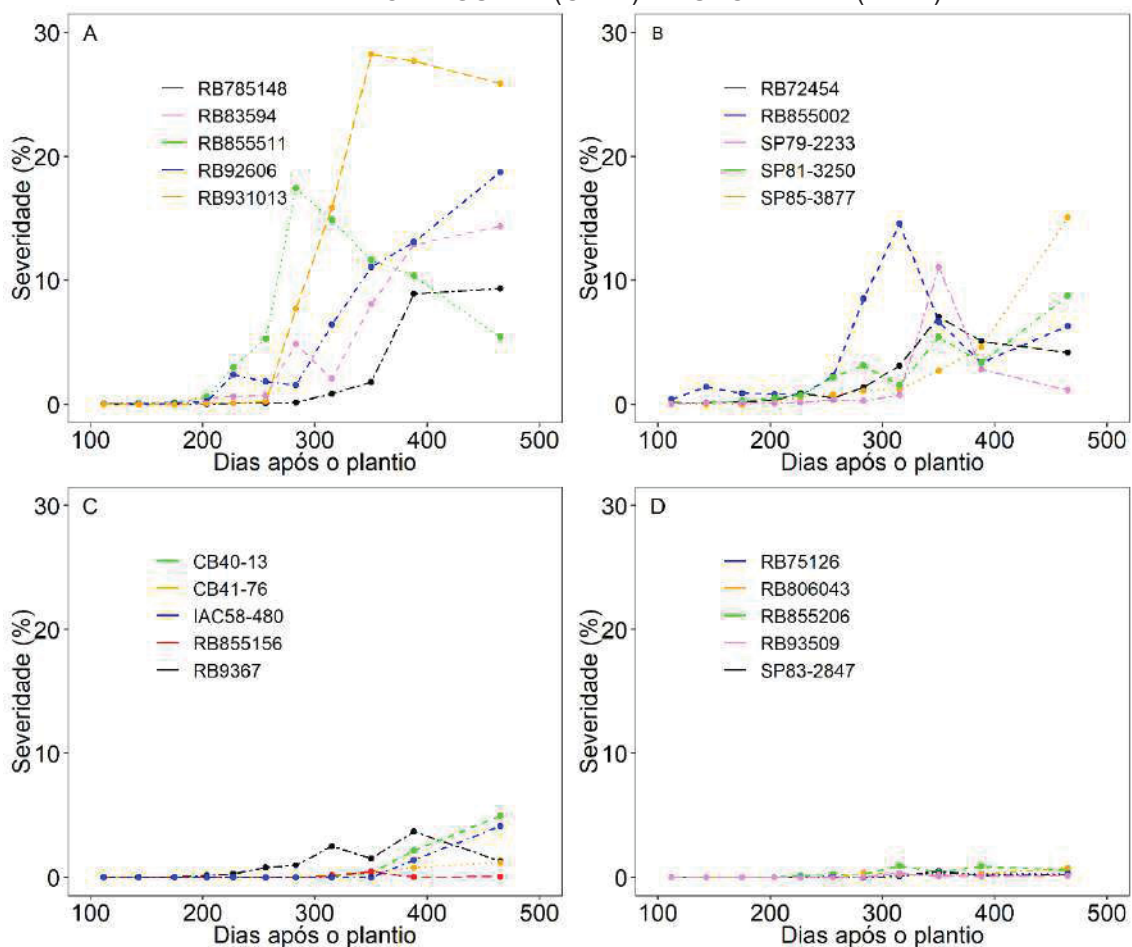 A
30
20
10
0
Severidade (%)
RB785148
RB83594
RB855511
RB92606
RB931013
100 200 300 400 500
Dias após o plantio
B
30
20
10
0
Severidade (%)
RB72454
RB855002
SP79-2233
SP81-3250
SP85-3877
100 200 300 400 500
Dias após o plantio
C
30
20
10
0
Severidade (%)
CB40-13
CB41-76
IAC58-480
RB855156
RB9367
100 200 300 400 500
Dias após o plantio
D
30
20
10
0
Severidade (%)
RB75126
RB806043
RB855206
RB93509
SP83-2847
100 200 300 400 500
Dias após o plantio